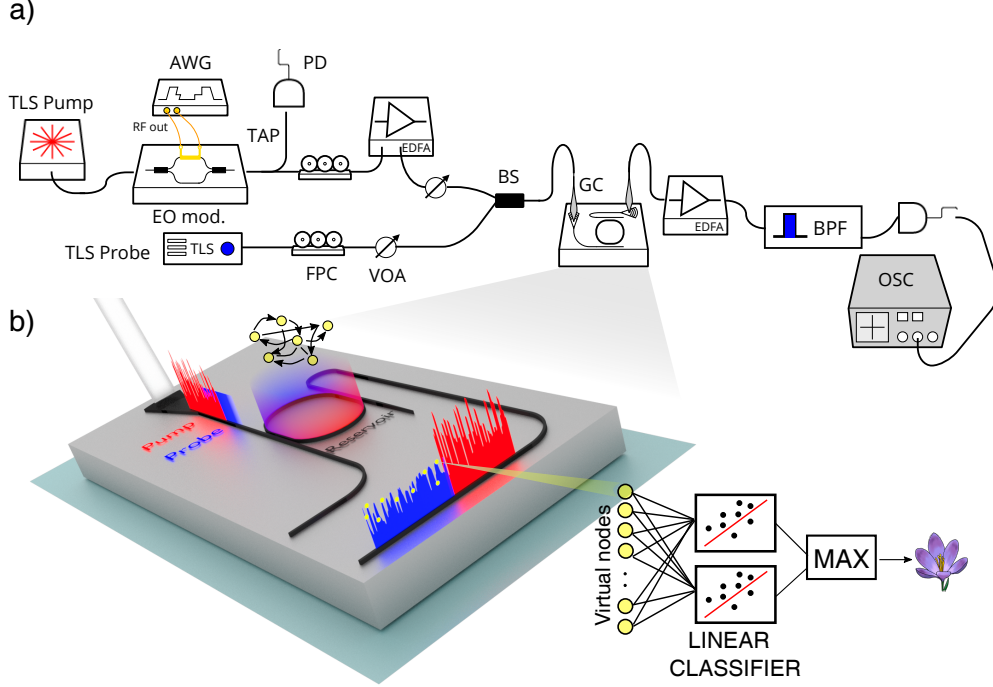 a)
AWG
PD
TLS Pump
RF out
TAP
EDFA
EO mod.
BS
GC
EDFA
BPF
TLS Probe
TLS
FPC
VOA
OSC
b)
Pump
Probe
Reservoir
Virtual nodes
...
MAX
LINEAR
CLASSIFIER